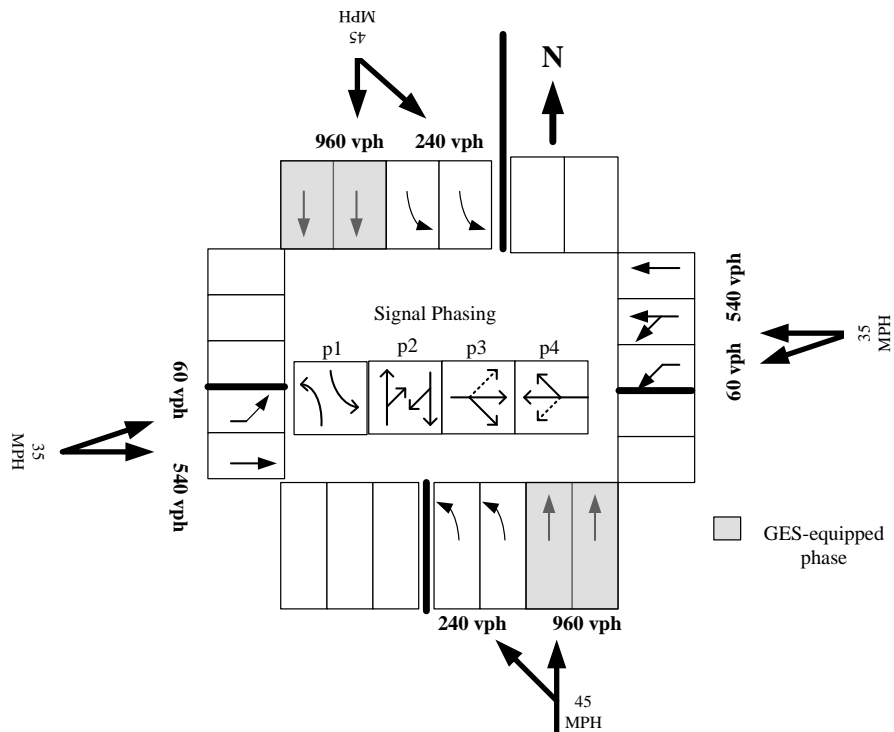 45
MPH
N
960 vph
240 vph
Signal Phasing
p1
p2
p3
p4
540 vph
60 vph
35
MPH
60 vph
540 vph
35
MPH
GES-equipped
phase
240 vph
960 vph
45
MPH